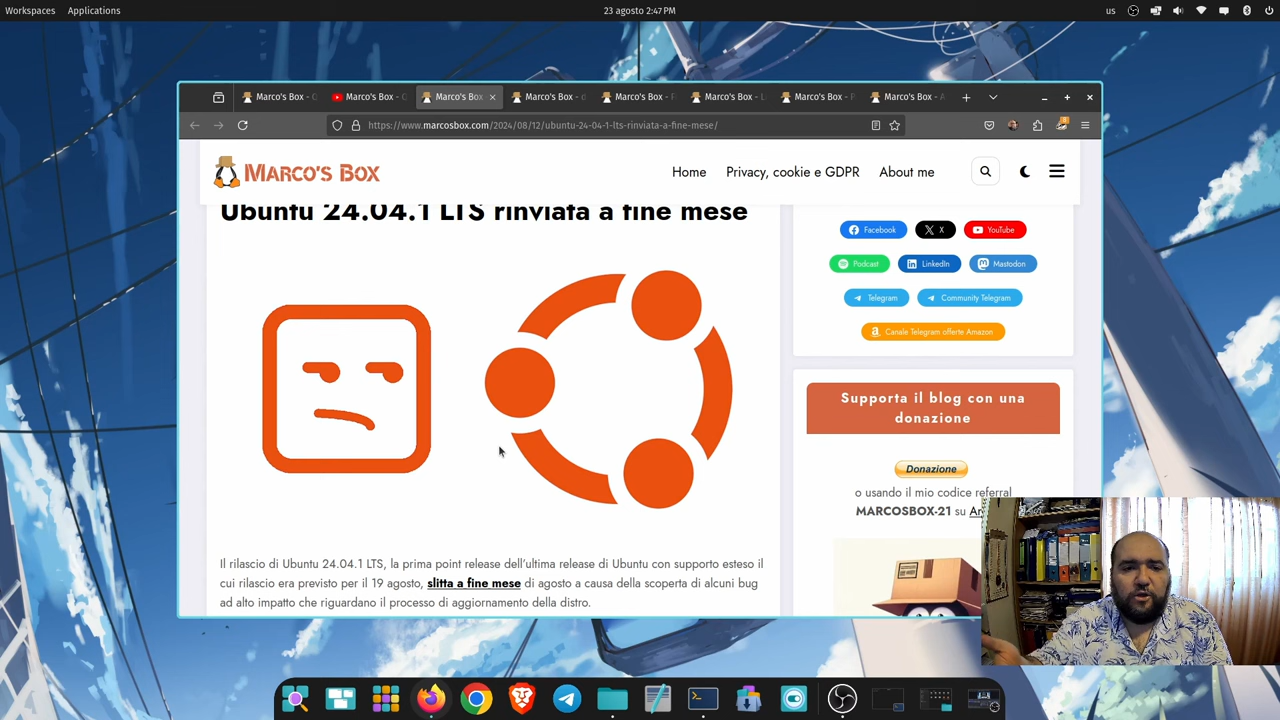 Workspaces Applications 23 agosto 2:47 PM us
Marco's Box - Marco's Box - Marco's Box Marco's Box - Marco's Box - Marco's Box - Marco's Box - Marco's Box -
https://www.marcosbox.com/2024/08/12/ubuntu-24-04-1-lts-rinviata-a-fine-mese/
MARCO'S BOX Home Privacy, cookie e GDPR About me
Ubuntu 24.04.1 LTS rinviata a fine mese
Facebook X YouTube
Podcast LinkedIn Mastodon
Telegram Community Telegram
Canale Telegram offerte Amazon
Supporta il blog con una
donazione
Donazione
o usando il mio codice referral
MARCOSBOX-21 su
Il rilascio di Ubuntu 24.04.1 LTS, la prima point release dell'ultima release di Ubuntu con supporto esteso il
cui rilascio era previsto per il 19 agosto, slitta a fine mese di agosto a causa della scoperta di alcuni bug
ad alto impatto che riguardano il processo di aggiornamento della distro.